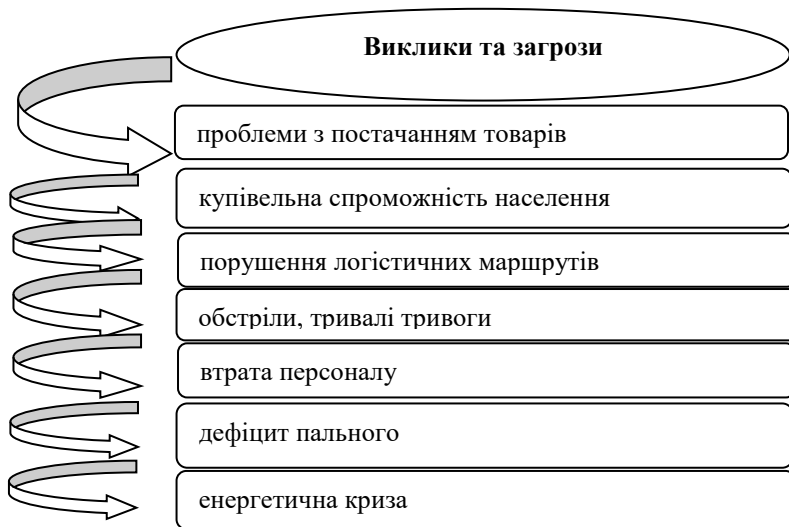 Виклики та загрози
проблеми з постачанням товарів
купівельна спроможність населення
порушення логістичних маршрутів
обстріли, тривалі тривоги
втрата персоналу
дефіцит пального
енергетична криза